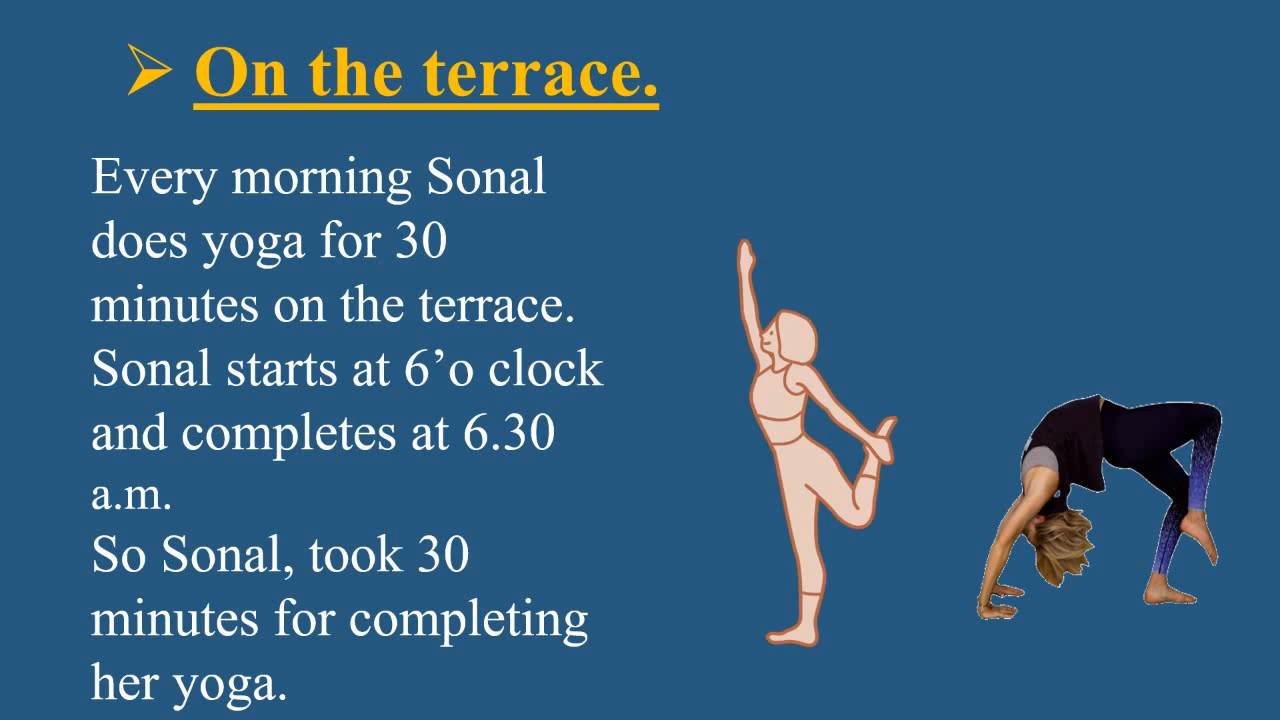 On the terrace.
Every morning Sonal
does yoga for 30
minutes on the terrace.
Sonal starts at 6’o clock
and completes at 6.30
a.m.
So Sonal, took 30
minutes for completing
her yoga.